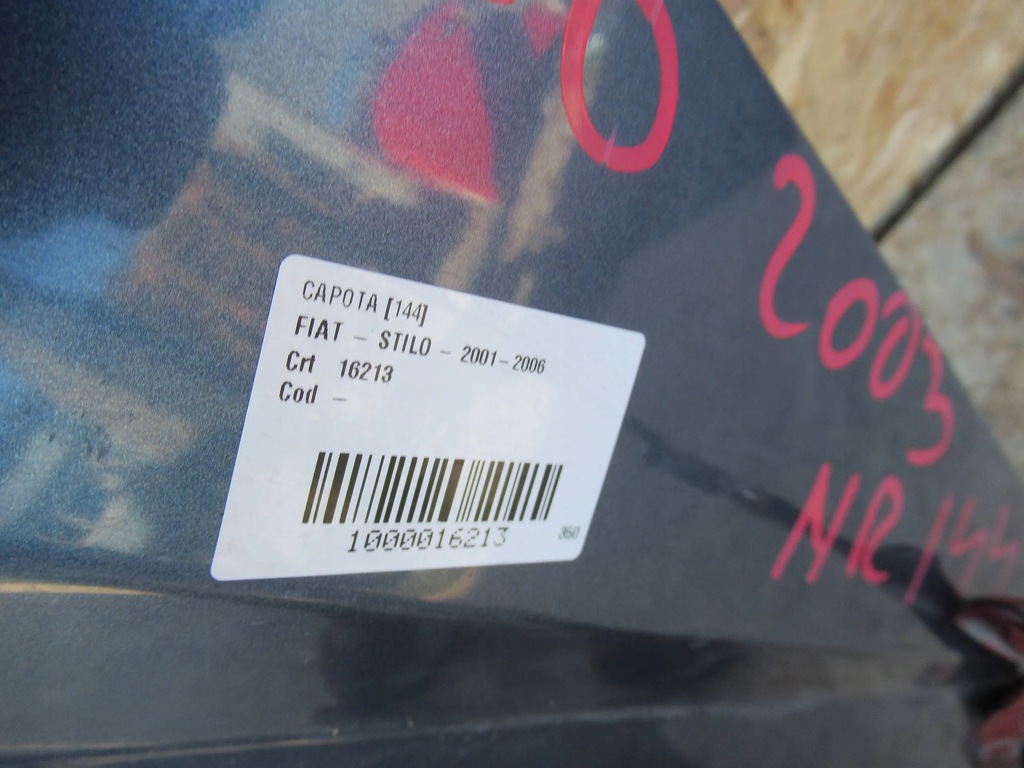 CAPOTA [144]
FIAT - STILO - 2001-2006
Crt 16213
Cod -
1000016213
360
2003
NR 144